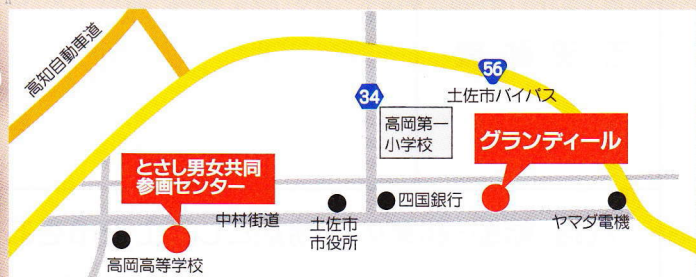 高知自動車道
56
土佐市バイパス
34
高岡第一
小学校
グランディール
とさし男女共同
参画センター
四国銀行
中村街道
土佐市
市役所
ヤマダ電機
高岡高等学校